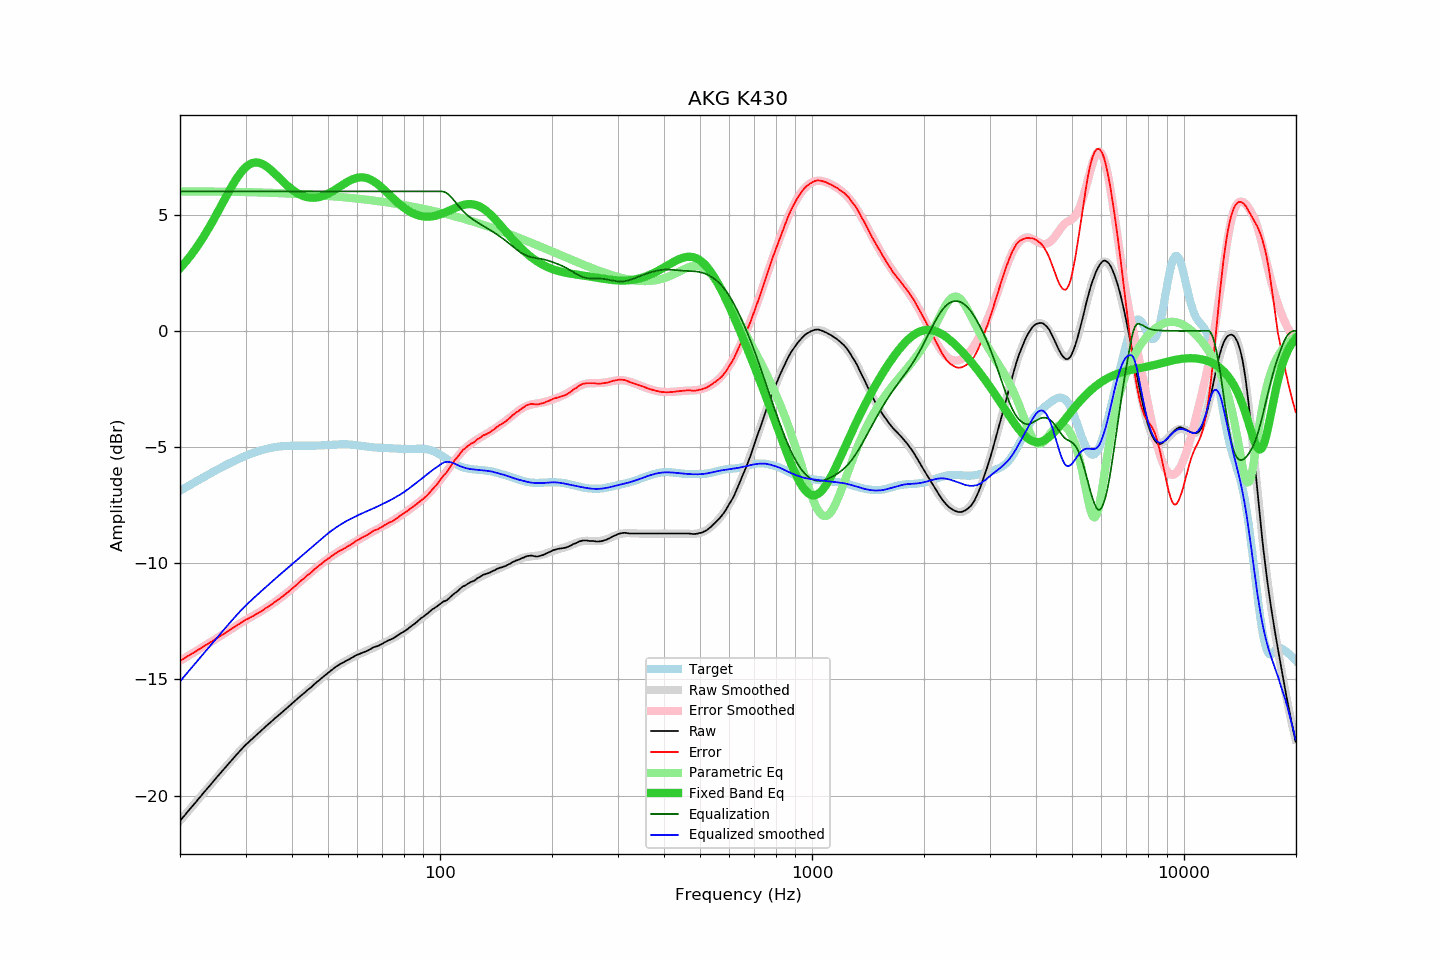 AKG K430
Amplitude (dBr)
5
0
−5
−10
−15
−20
Target
Raw Smoothed
Error Smoothed
Raw
Error
Parametric Eq
Fixed Band Eq
Equalization
Equalized smoothed
100
1000
10000
Frequency (Hz)